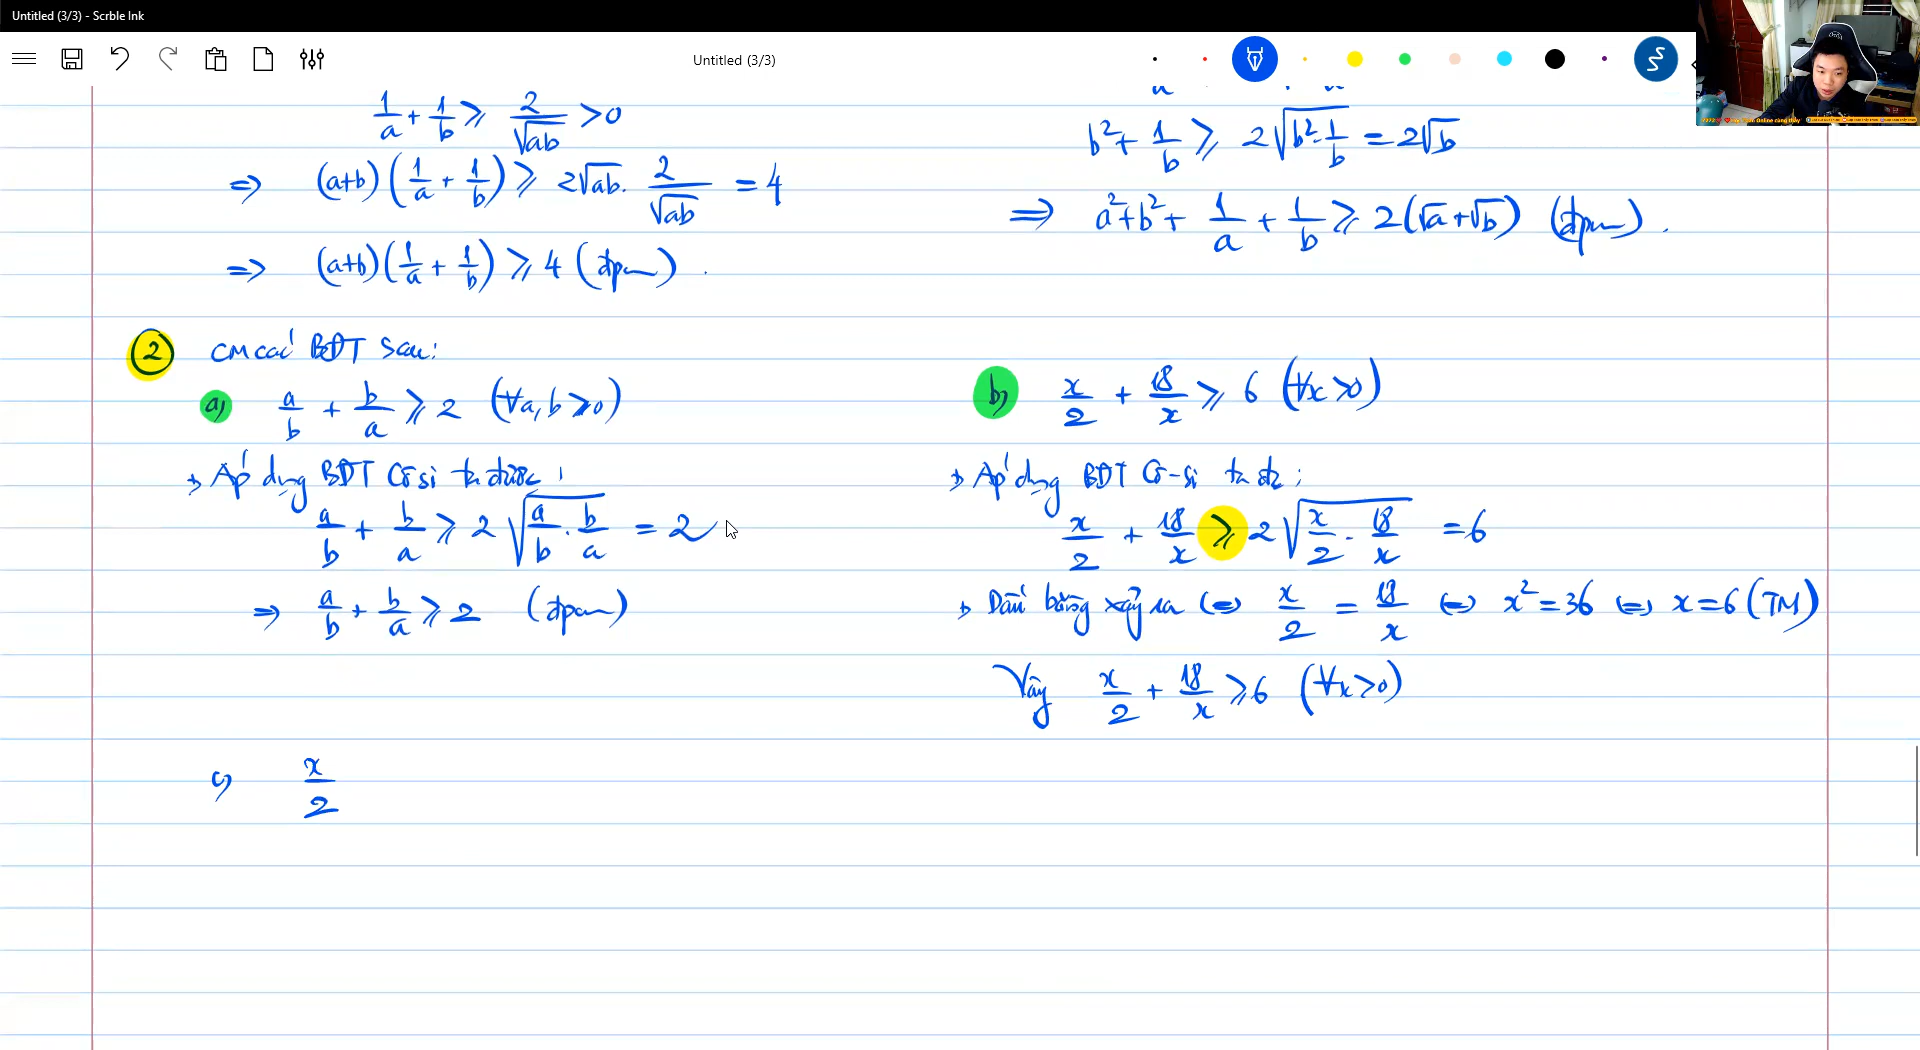 Untitled (3/3) - Scrble Ink
Untitled (3/3)
1/a + 1/b ⩾ 2/√ab > 0
=> (a+b)(1/a + 1/b) ⩾ 2√ab . 2/√ab = 4
=> (a+b)(1/a + 1/b) ⩾ 4 (đpcm).
b² + 1/b ⩾ 2√(b² · 1/b) = 2√b
=> a² + b² + 1/a + 1/b ⩾ 2(√a + √b) (đpcm).
② CM các BĐT sau:
a, a/b + b/a ⩾ 2 (∀a, b > 0)
→ Áp dụng BĐT Cô si ta được:
a/b + b/a ⩾ 2√(a/b . b/a) = 2
=> a/b + b/a ⩾ 2 (đpcm)
b, x/2 + 18/x ⩾ 6 (∀x > 0)
→ Áp dụng BĐT Cô-si ta đc:
x/2 + 18/x ⩾ 2√(x/2 . 18/x) = 6
→ Dấu bằng xảy ra <=> x/2 = 18/x <=> x² = 36 <=> x = 6 (TM)
Vậy x/2 + 18/x ⩾ 6 (∀x > 0)
c, x/2